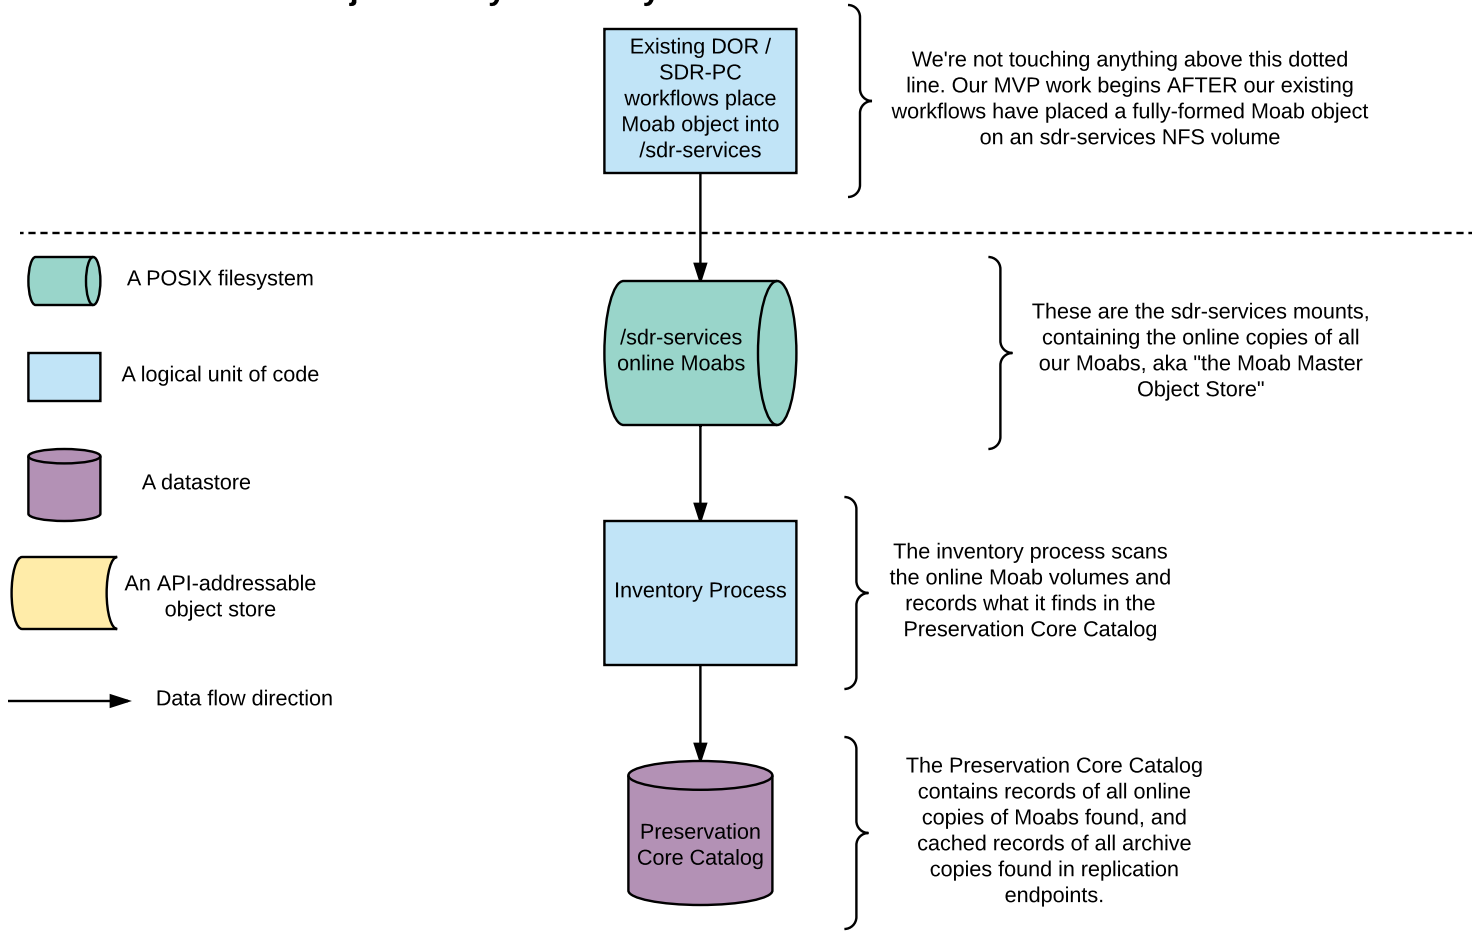 Existing DOR /
SDR-PC
workflows place
Moab object into
/sdr-services
We're not touching anything above this dotted
line. Our MVP work begins AFTER our existing
workflows have placed a fully-formed Moab object
on an sdr-services NFS volume
A POSIX filesystem
A logical unit of code
A datastore
An API-addressable
object store
Data flow direction
/sdr-services
online Moabs
These are the sdr-services mounts,
containing the online copies of all
our Moabs, aka "the Moab Master
Object Store"
Inventory Process
The inventory process scans
the online Moab volumes and
records what it finds in the
Preservation Core Catalog
Preservation
Core Catalog
The Preservation Core Catalog
contains records of all online
copies of Moabs found, and
cached records of all archive
copies found in replication
endpoints.